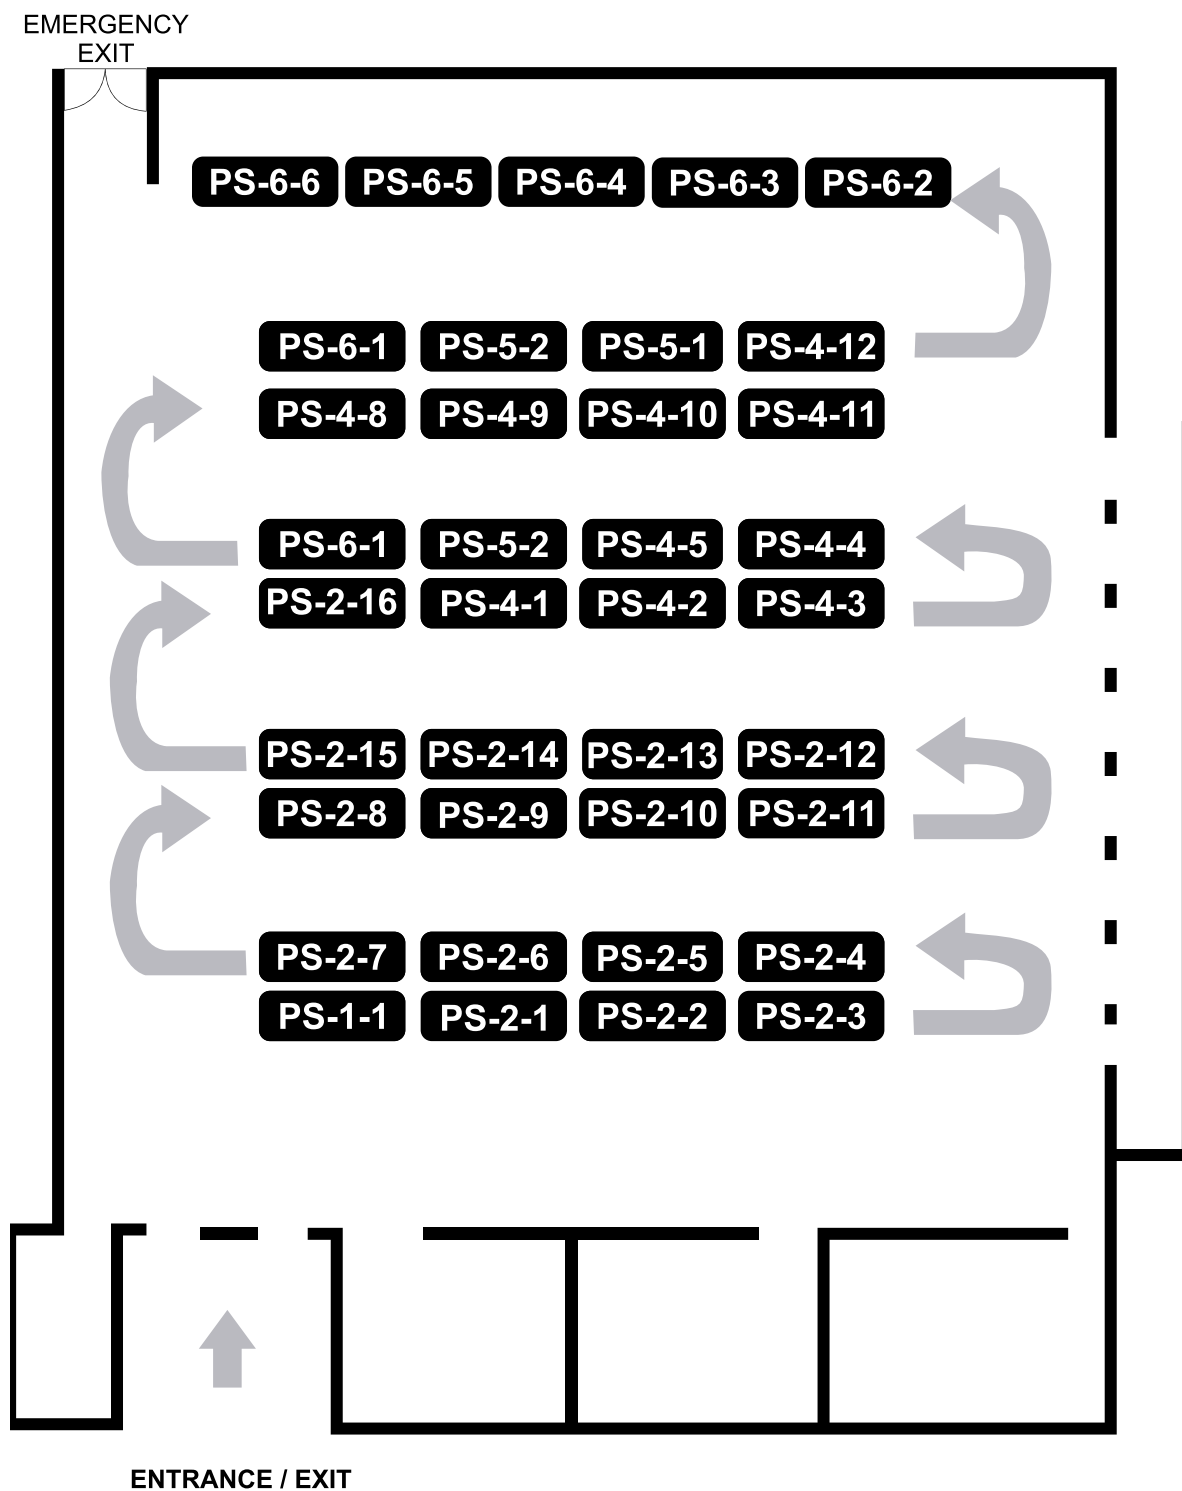 EMERGENCY
EXIT
PS-6-6 PS-6-5 PS-6-4 PS-6-3 PS-6-2
PS-6-1 PS-5-2 PS-5-1 PS-4-12
PS-4-8 PS-4-9 PS-4-10 PS-4-11
PS-6-1 PS-5-2 PS-4-5 PS-4-4
PS-2-16 PS-4-1 PS-4-2 PS-4-3
PS-2-15 PS-2-14 PS-2-13 PS-2-12
PS-2-8 PS-2-9 PS-2-10 PS-2-11
PS-2-7 PS-2-6 PS-2-5 PS-2-4
PS-1-1 PS-2-1 PS-2-2 PS-2-3
ENTRANCE / EXIT